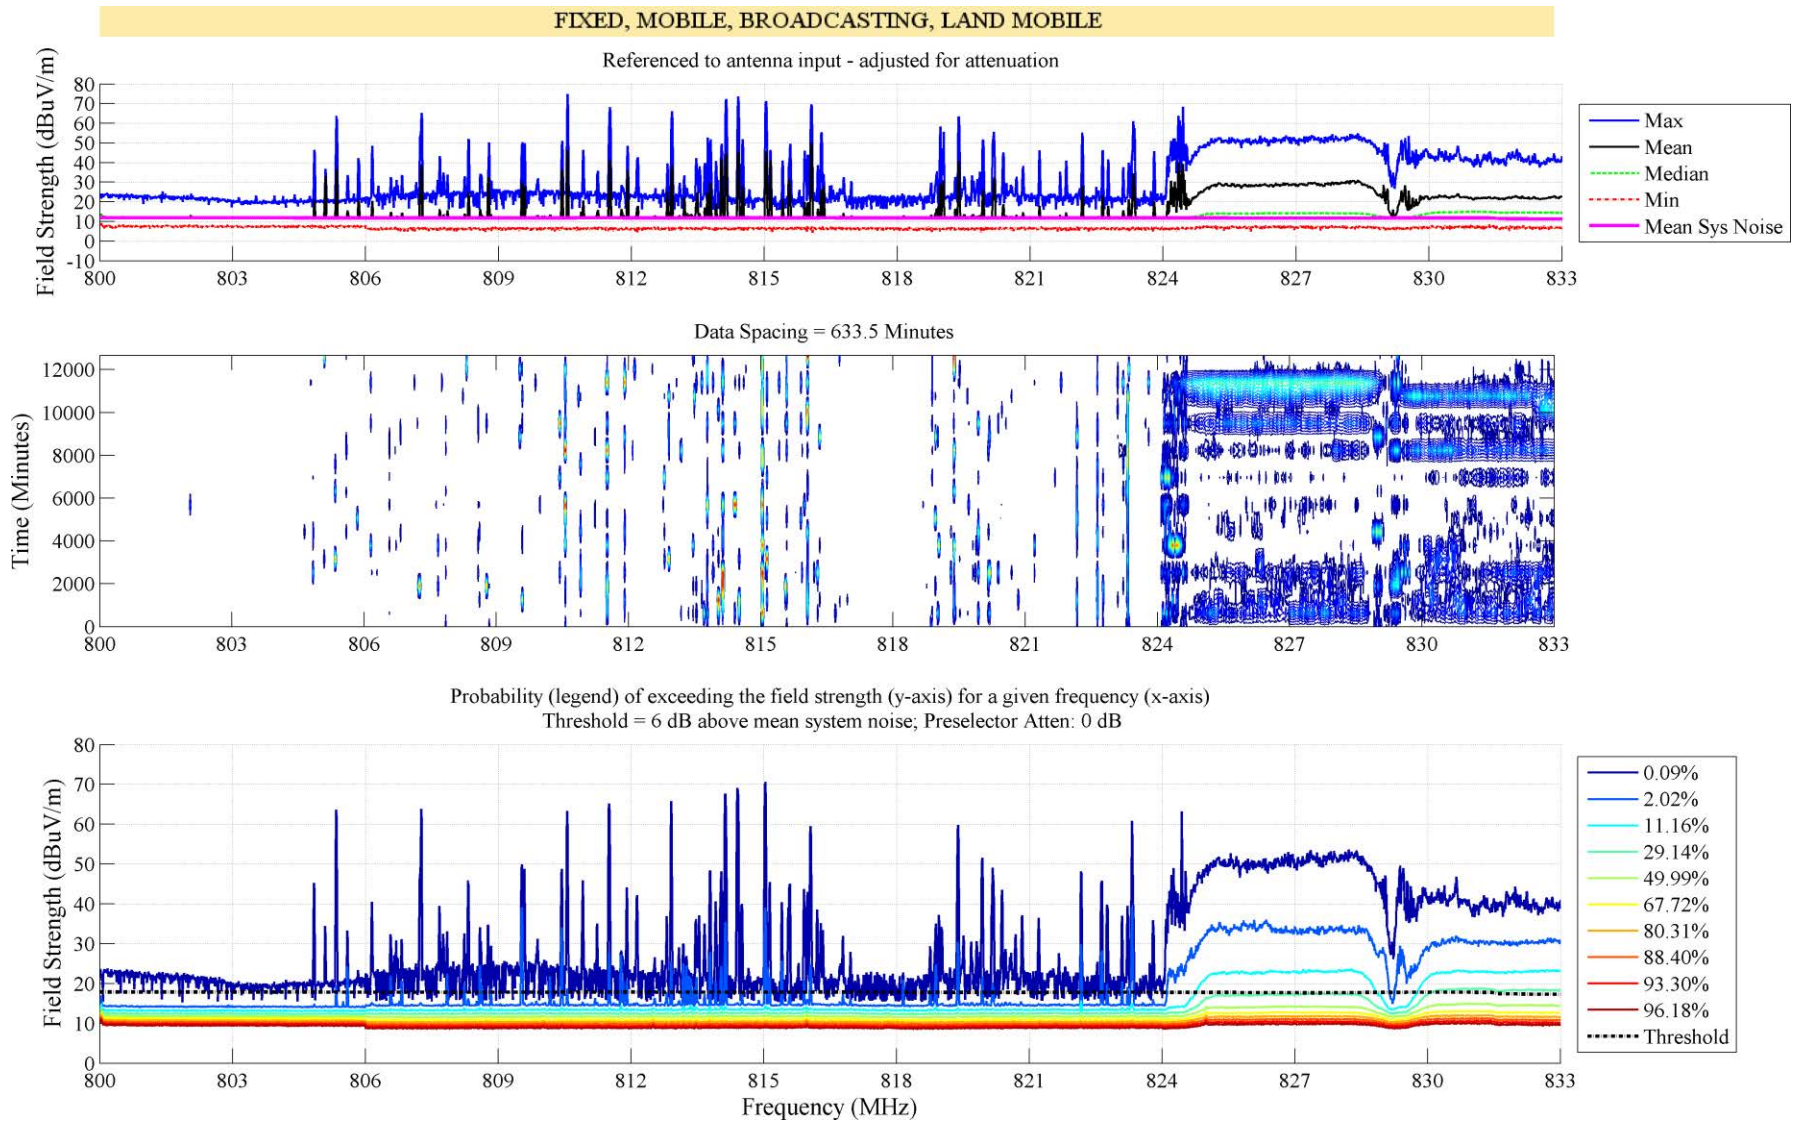 FIXED, MOBILE, BROADCASTING, LAND MOBILE
Referenced to antenna input - adjusted for attenuation
Field Strength (dBuV/m)
80
70
60
50
40
30
20
10
0
-10
800 803 806 809 812 815 818 821 824 827 830 833
Max
Mean
Median
Min
Mean Sys Noise
Data Spacing = 633.5 Minutes
Time (Minutes)
12000
10000
8000
6000
4000
2000
0
800 803 806 809 812 815 818 821 824 827 830 833
Probability (legend) of exceeding the field strength (y-axis) for a given frequency (x-axis)
Threshold = 6 dB above mean system noise; Preselector Atten: 0 dB
Field Strength (dBuV/m)
80
70
60
50
40
30
20
10
0
800 803 806 809 812 815 818 821 824 827 830 833
Frequency (MHz)
0.09%
2.02%
11.16%
29.14%
49.99%
67.72%
80.31%
88.40%
93.30%
96.18%
Threshold